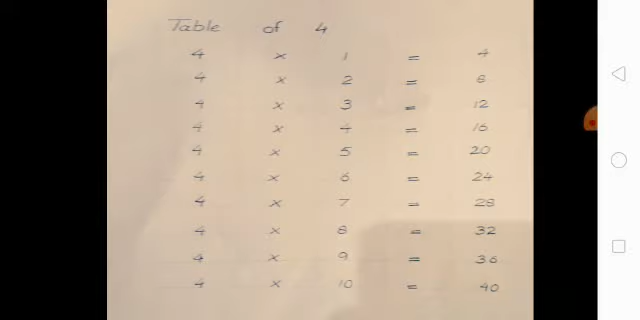 Table of 4
4 × 1 = 4
4 × 2 = 8
4 × 3 = 12
4 × 4 = 16
4 × 5 = 20
4 × 6 = 24
4 × 7 = 28
4 × 8 = 32
4 × 9 = 36
4 × 10 = 40